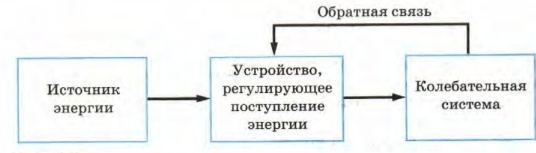 Обратная связь
Источник
энергии
Устройство,
регулирующее
поступление
энергии
Колебательная
система